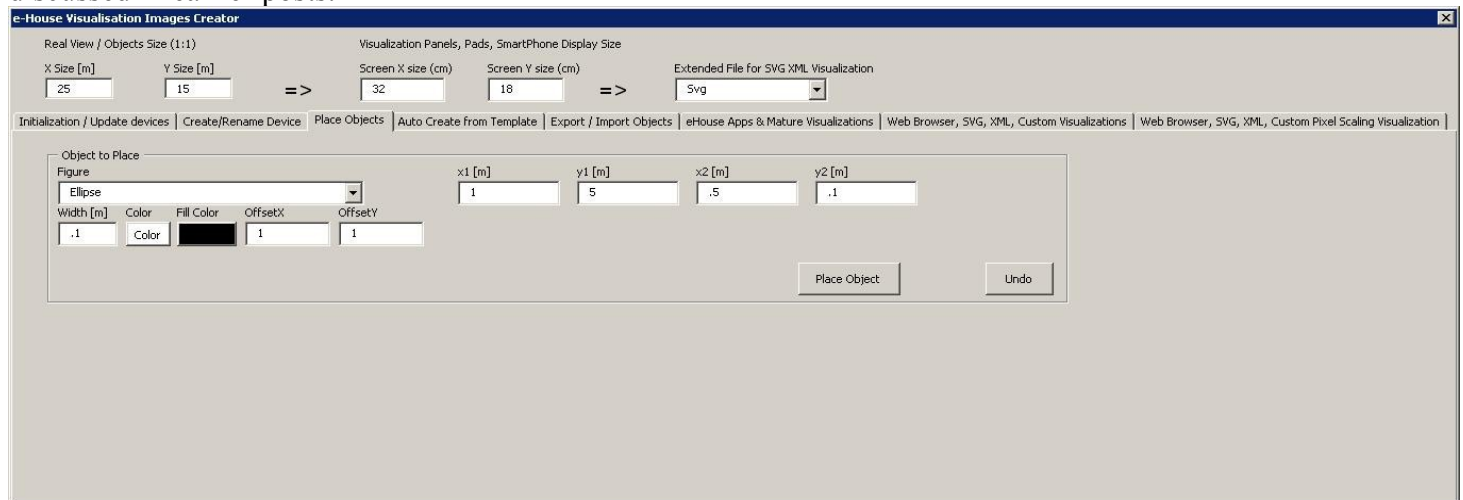 e-House Visualisation Images Creator
Real View / Objects Size (1:1) Visualization Panels, Pads, SmartPhone Display Size
X Size [m] Y Size [m] Screen X size (cm) Screen Y size (cm) Extended File for SVG XML Visualization
25 15 => 32 18 => Svg
Initialization / Update devices Create/Rename Device Place Objects Auto Create from Template Export / Import Objects eHouse Apps & Mature Visualizations Web Browser, SVG, XML, Custom Visualizations Web Browser, SVG, XML, Custom Pixel Scaling Visualization
Object to Place
Figure x1 [m] y1 [m] x2 [m] y2 [m]
Ellipse 1 5 .5 .1
Width [m] Color Fill Color OffsetX OffsetY
.1 Color 1 1
Place Object Undo